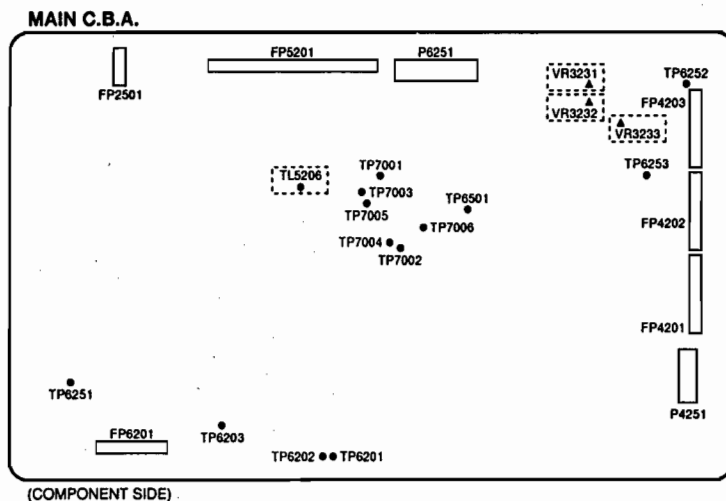 MAIN C.B.A.
FP2501
FP5201
P6251
VR3231
VR3232
VR3233
TP6252
FP4203
TP6253
TL5206
TP7001
TP7003
TP7005
TP6501
TP7006
TP7004
TP7002
FP4202
FP4201
P4251
TP6251
FP6201
TP6203
TP6202
TP6201
(COMPONENT SIDE)